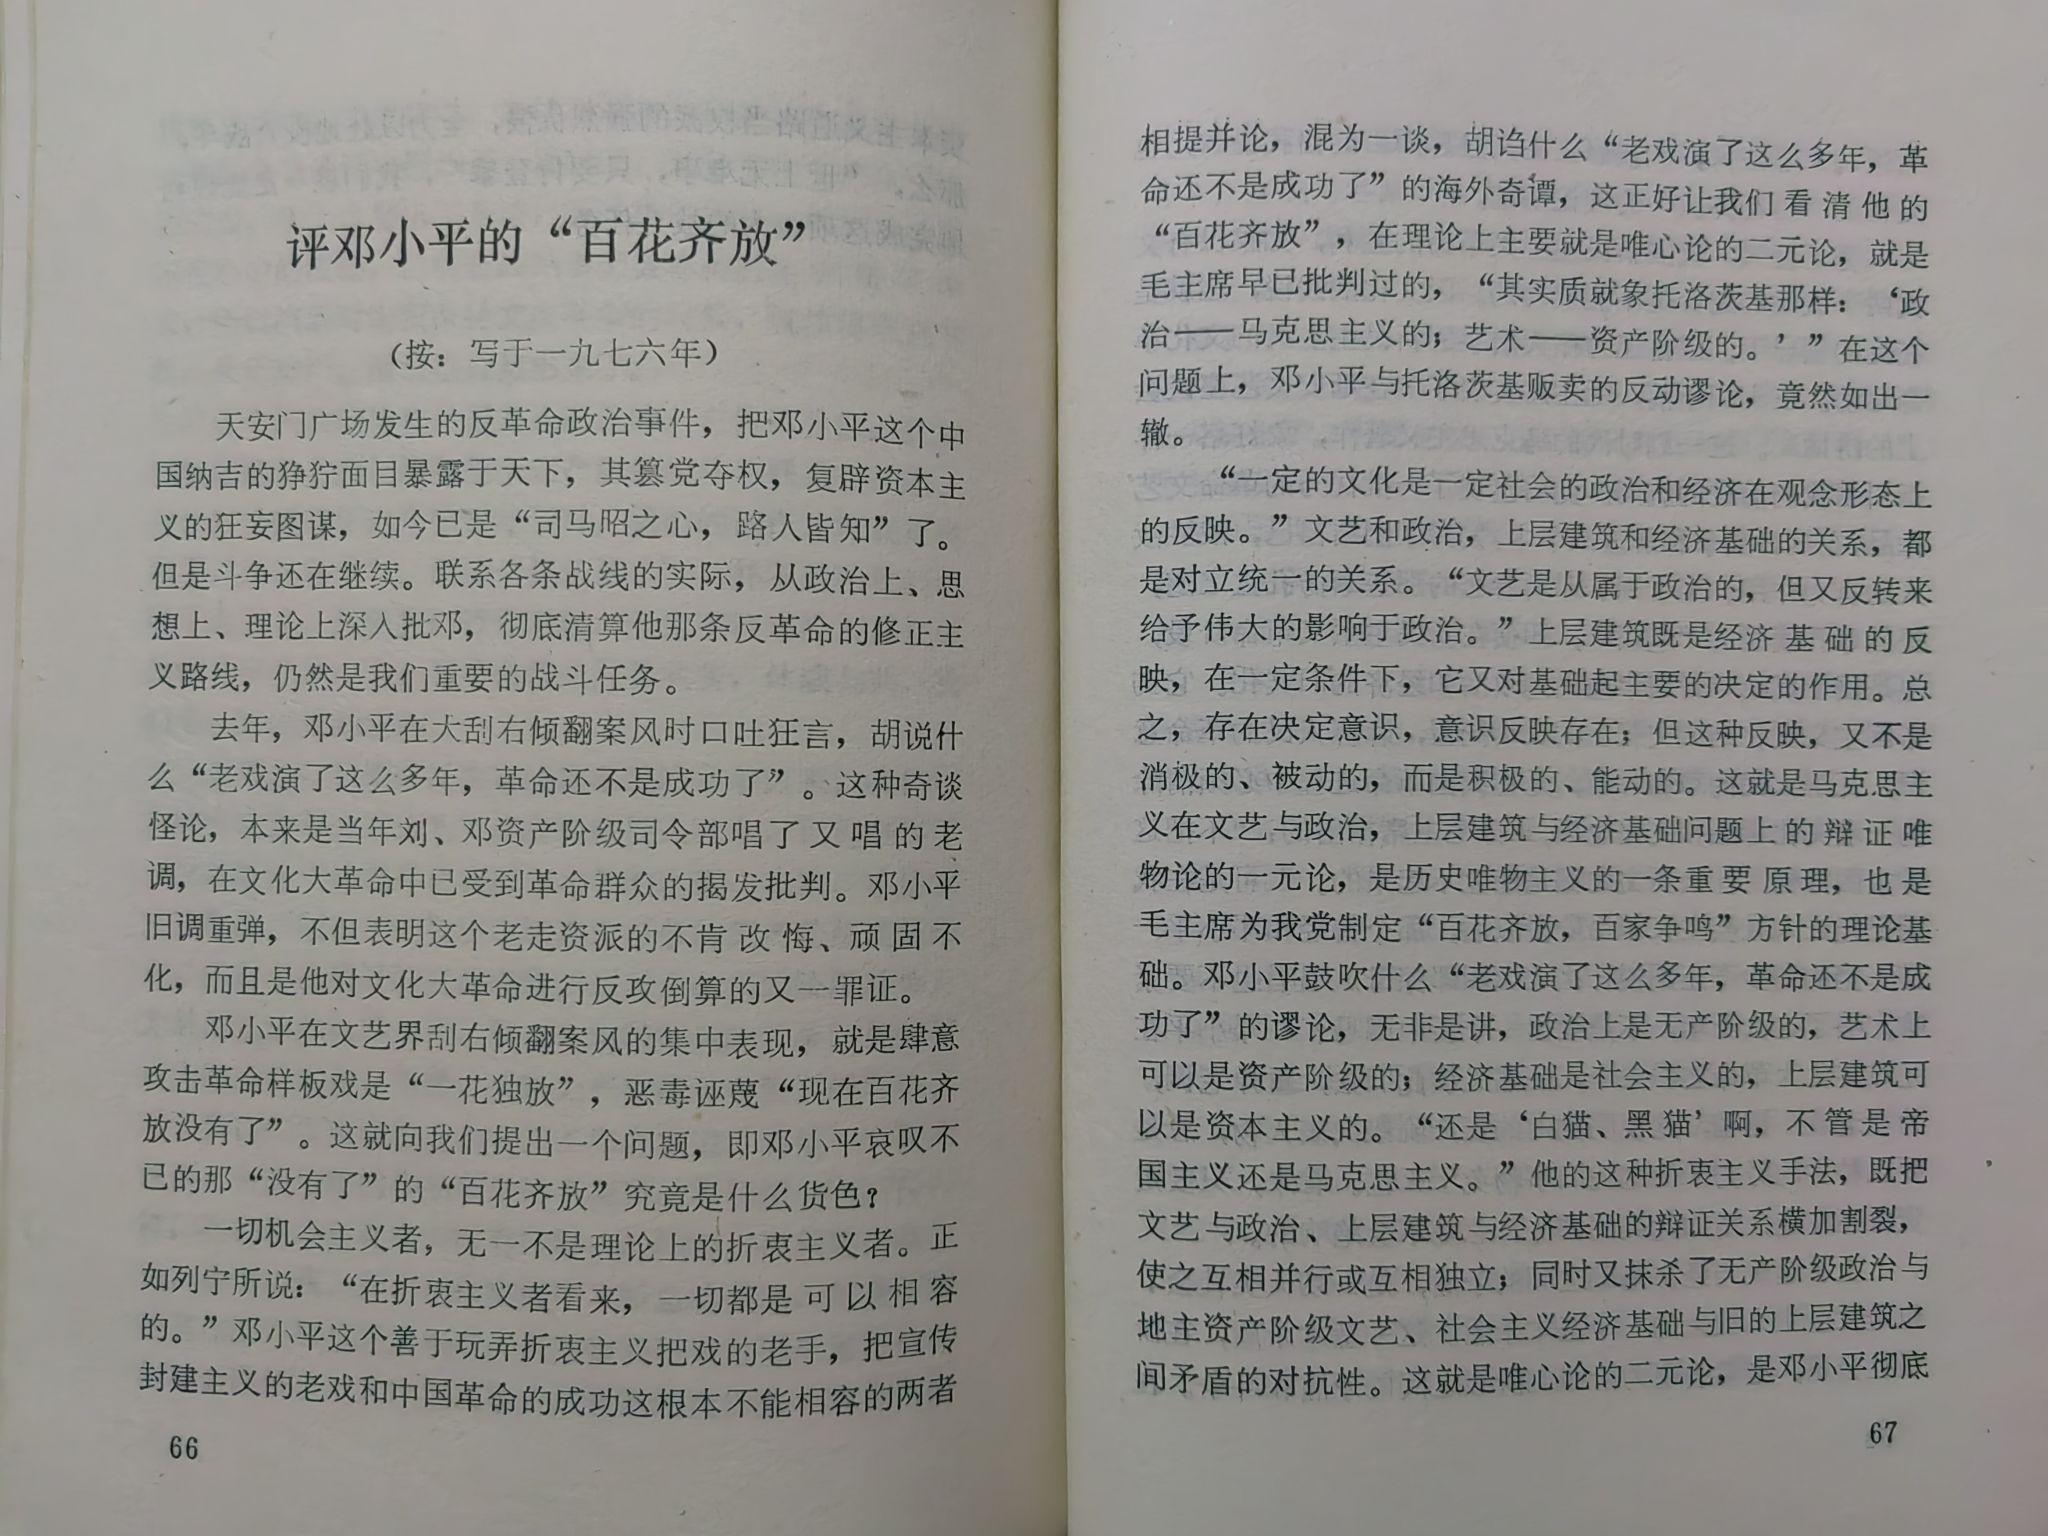 评邓小平的“百花齐放”
（按：写于一九七六年）
天安门广场发生的反革命政治事件，把邓小平这个中
国纳吉的狰狞面目暴露于天下，其篡党夺权，复辟资本主
义的狂妄图谋，如今已是“司马昭之心，路人皆知”了。
但是斗争还在继续。联系各条战线的实际，从政治上、思
想上、理论上深入批邓，彻底清算他那条反革命的修正主
义路线，仍然是我们重要的战斗任务。
去年，邓小平在大刮右倾翻案风时口吐狂言，胡说什
么“老戏演了这么多年，革命还不是成功了”。这种奇谈
怪论，本来是当年刘、邓资产阶级司令部唱了又唱的老
调，在文化大革命中已受到革命群众的揭发批判。邓小平
旧调重弹，不但表明这个老走资派的不肯改悔、顽固不
化，而且是他对文化大革命进行反攻倒算的又一罪证。
邓小平在文艺界刮右倾翻案风的集中表现，就是肆意
攻击革命样板戏是“一花独放”，恶毒诬蔑“现在百花齐
放没有了”。这就向我们提出一个问题，即邓小平哀叹不
已的那“没有了”的“百花齐放”究竟是什么货色？
一切机会主义者，无一不是理论上的折衷主义者。正
如列宁所说：“在折衷主义者看来，一切都是可以相容
的。”邓小平这个善于玩弄折衷主义把戏的老手，把宣传
封建主义的老戏和中国革命的成功这根本不能相容的两者
66
相提并论，混为一谈，胡诌什么“老戏演了这么多年，革
命还不是成功了”的海外奇谭，这正好让我们看清他的
“百花齐放”，在理论上主要就是唯心论的二元论，就是
毛主席早已批判过的，“其实质就象托洛茨基那样：‘政
治——马克思主义的；艺术——资产阶级的。’”在这个
问题上，邓小平与托洛茨基贩卖的反动谬论，竟然如出一
辙。
“一定的文化是一定社会的政治和经济在观念形态上
的反映。”文艺和政治，上层建筑和经济基础的关系，都
是对立统一的关系。“文艺是从属于政治的，但又反转来
给予伟大的影响于政治。”上层建筑既是经济基础的反
映，在一定条件下，它又对基础起主要的决定的作用。总
之，存在决定意识，意识反映存在；但这种反映，又不是
消极的、被动的，而是积极的、能动的。这就是马克思主
义在文艺与政治，上层建筑与经济基础问题上的辩证唯
物论的一元论，是历史唯物主义的一条重要原理，也是
毛主席为我党制定“百花齐放，百家争鸣”方针的理论基
础。邓小平鼓吹什么“老戏演了这么多年，革命还不是成
功了”的谬论，无非是讲，政治上是无产阶级的，艺术上
可以是资产阶级的；经济基础是社会主义的，上层建筑可
以是资本主义的。“还是‘白猫、黑猫’啊，不管是帝
国主义还是马克思主义。”他的这种折衷主义手法，既把
文艺与政治、上层建筑与经济基础的辩证关系横加割裂，
使之互相并行或互相独立；同时又抹杀了无产阶级政治与
地主资产阶级文艺、社会主义经济基础与旧的上层建筑之
间矛盾的对抗性。这就是唯心论的二元论，是邓小平彻底
67